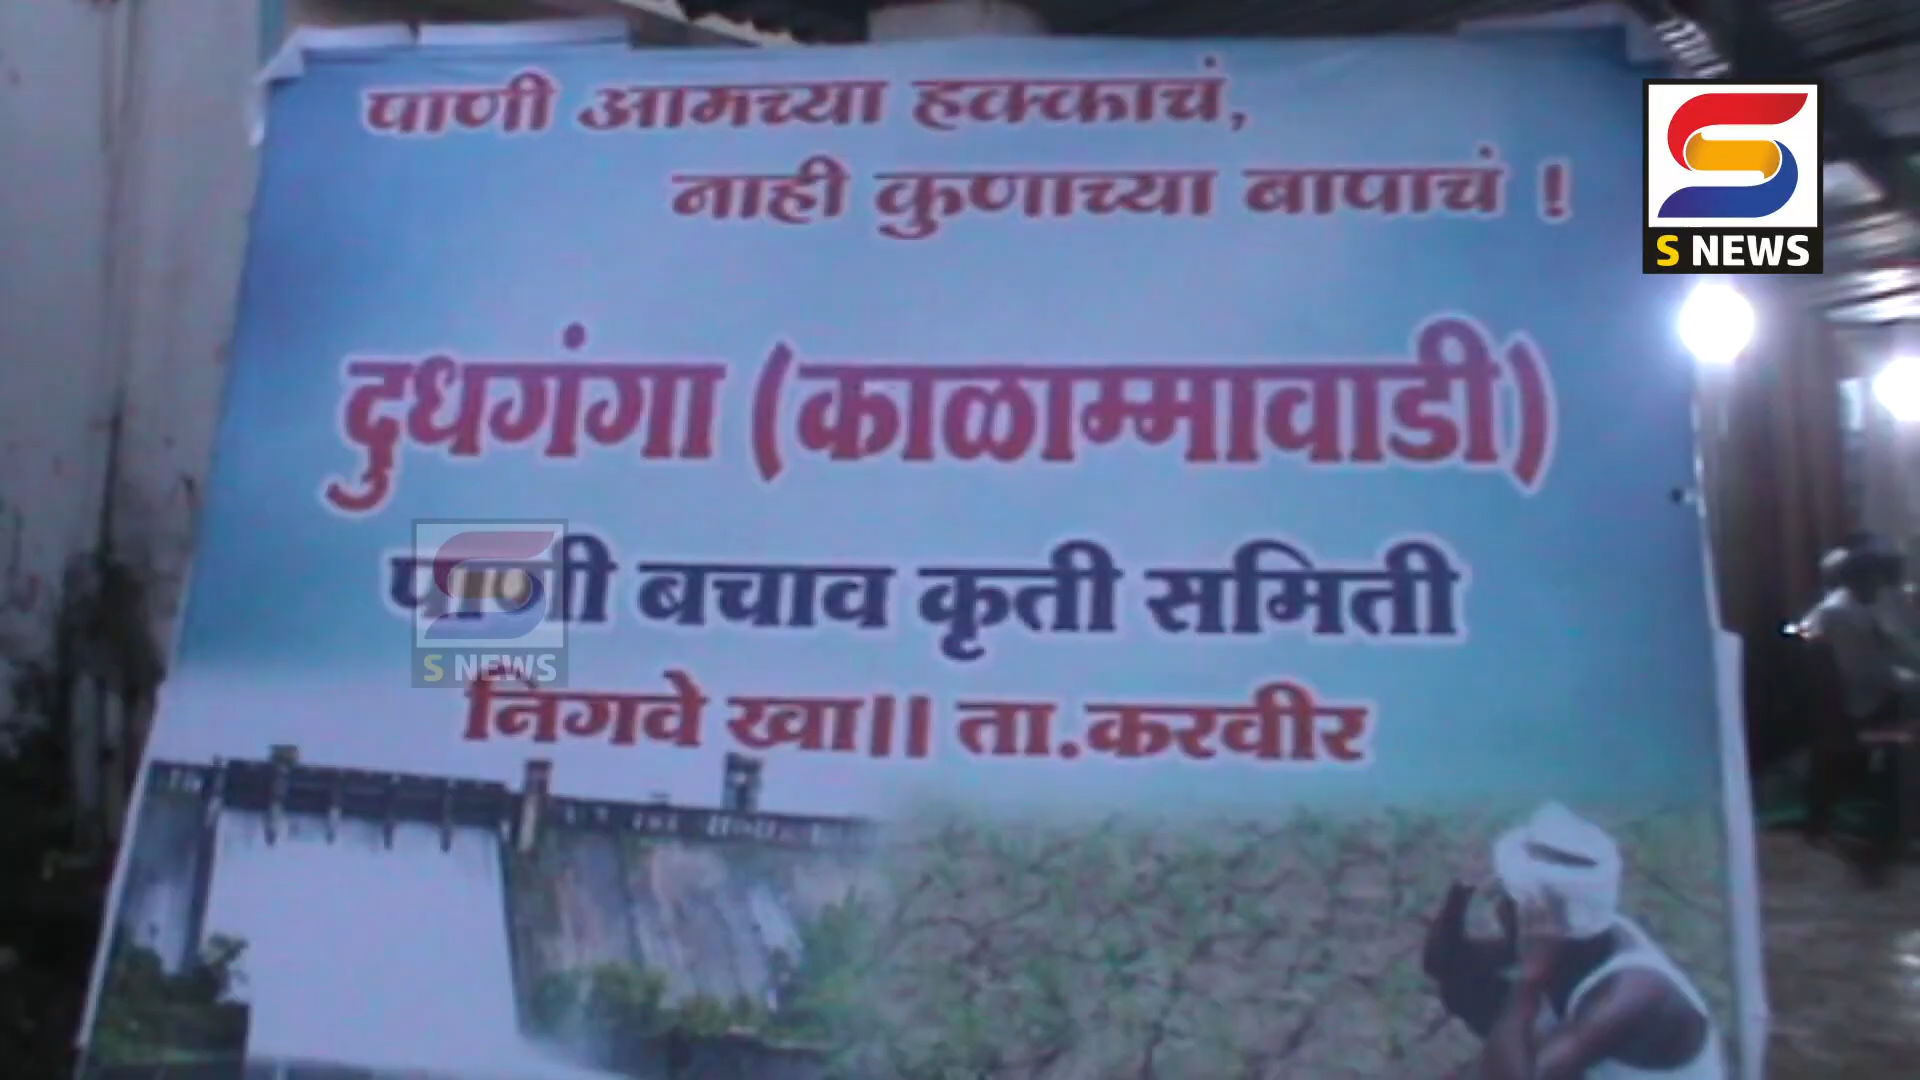 पाणी आमच्या हक्काचं,
नाही कुणाच्या बापाचं !
S NEWS
दुधगंगा (काळाम्मावाडी)
पाणी बचाव कृती समिती
S NEWS
निगवे खा।। ता.करवीर